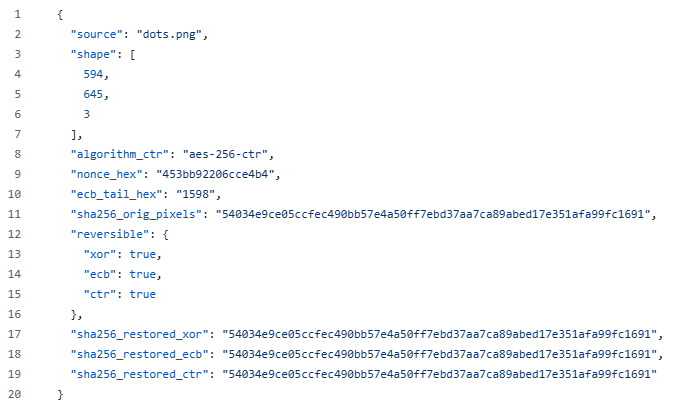 1 {
2 "source": "dots.png",
3 "shape": [
4 594,
5 645,
6 3
7 ],
8 "algorithm_ctr": "aes-256-ctr",
9 "nonce_hex": "453bb92206cce4b4",
10 "ecb_tail_hex": "1598",
11 "sha256_orig_pixels": "54034e9ce05ccfec490bb57e4a50ff7ebd37aa7ca89abed17e351afa99fc1691",
12 "reversible": {
13 "xor": true,
14 "ecb": true,
15 "ctr": true
16 },
17 "sha256_restored_xor": "54034e9ce05ccfec490bb57e4a50ff7ebd37aa7ca89abed17e351afa99fc1691",
18 "sha256_restored_ecb": "54034e9ce05ccfec490bb57e4a50ff7ebd37aa7ca89abed17e351afa99fc1691",
19 "sha256_restored_ctr": "54034e9ce05ccfec490bb57e4a50ff7ebd37aa7ca89abed17e351afa99fc1691"
20 }